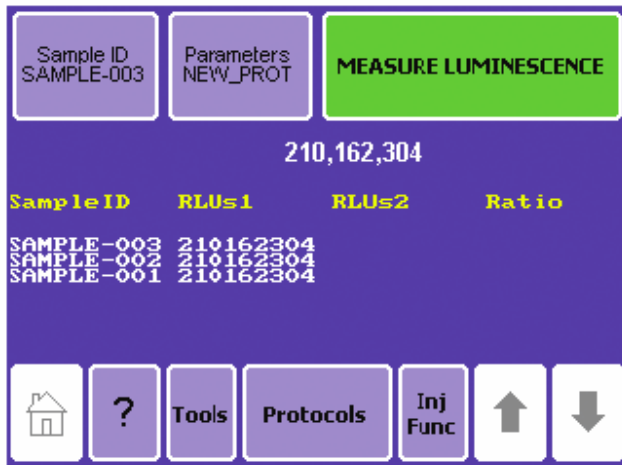 Sample ID
SAMPLE-003
Parameters
NEW_PROT
MEASURE LUMINESCENCE
210,162,304
SampleID RLUs1 RLUs2 Ratio
SAMPLE-003 210162304
SAMPLE-002 210162304
SAMPLE-001 210162304
?
Tools
Protocols
Inj
Func